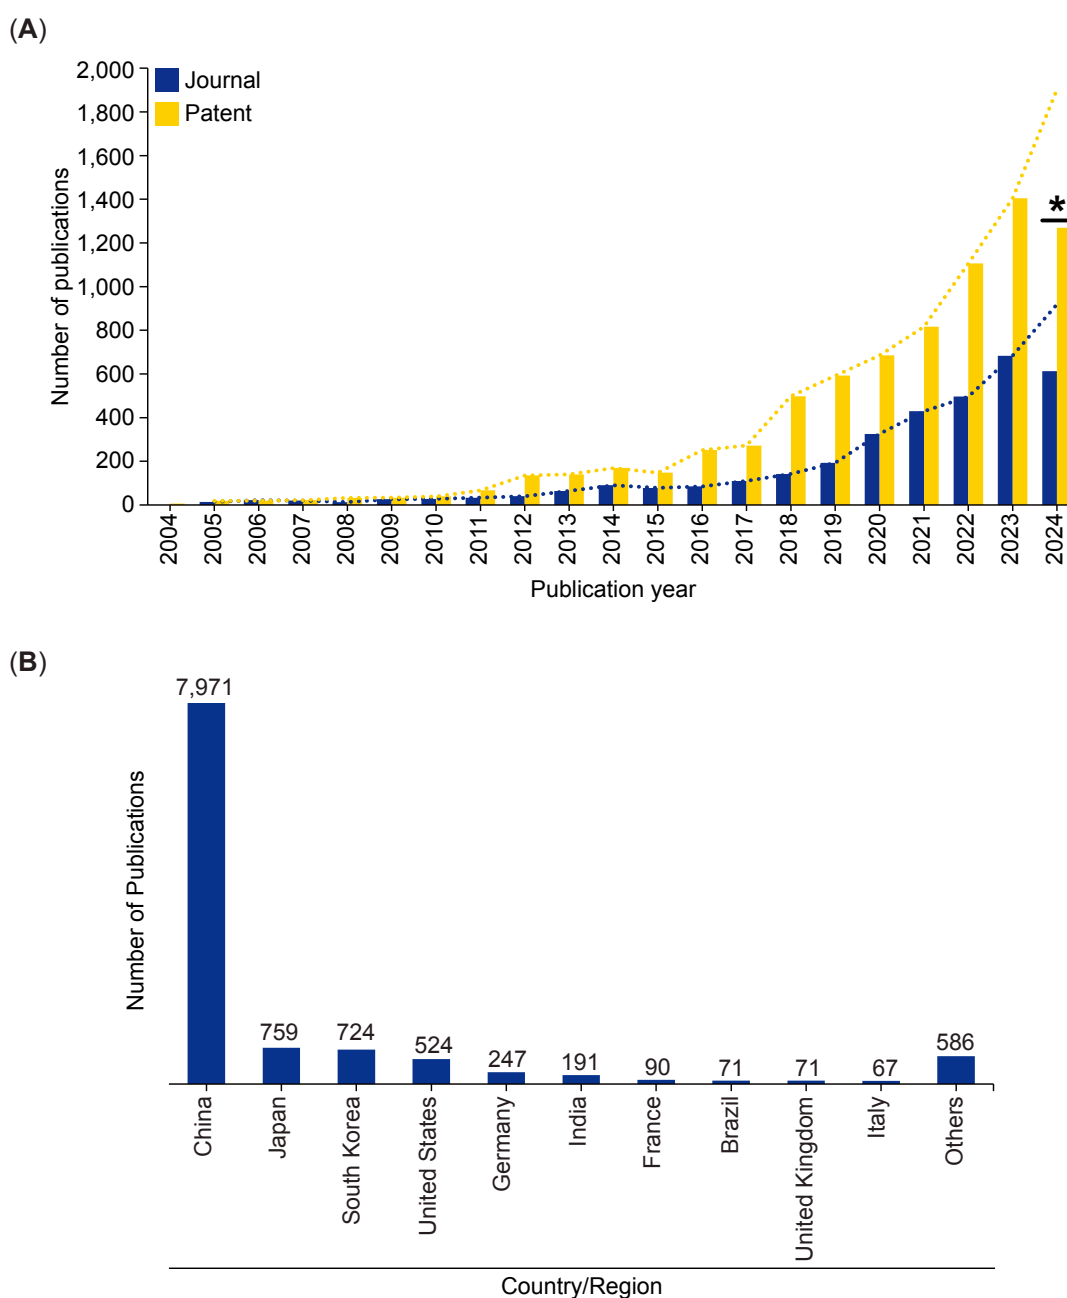 (A)
Journal
Patent
2,000
1,800
1,600
1,400
1,200
1,000
800
600
400
200
0
Number of publications
*
2004 2005 2006 2007 2008 2009 2010 2011 2012 2013 2014 2015 2016 2017 2018 2019 2020 2021 2022 2023 2024
Publication year
(B)
Number of Publications
7,971 759 724 524 247 191 90 71 71 67 586
China Japan South Korea United States Germany India France Brazil United Kingdom Italy Others
Country/Region